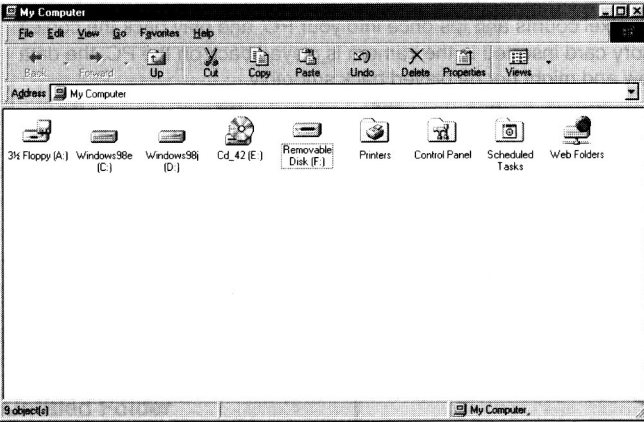 My Computer
File Edit View Go Favorites Help
Back Forward Up Cut Copy Paste Undo Delete Properties Views
Address My Computer
3½ Floppy (A:)
Windows98e (C:)
Windows98j (D:)
Cd_42 (E:)
Removable Disk (F:)
Printers
Control Panel
Scheduled Tasks
Web Folders
9 object(s) My Computer